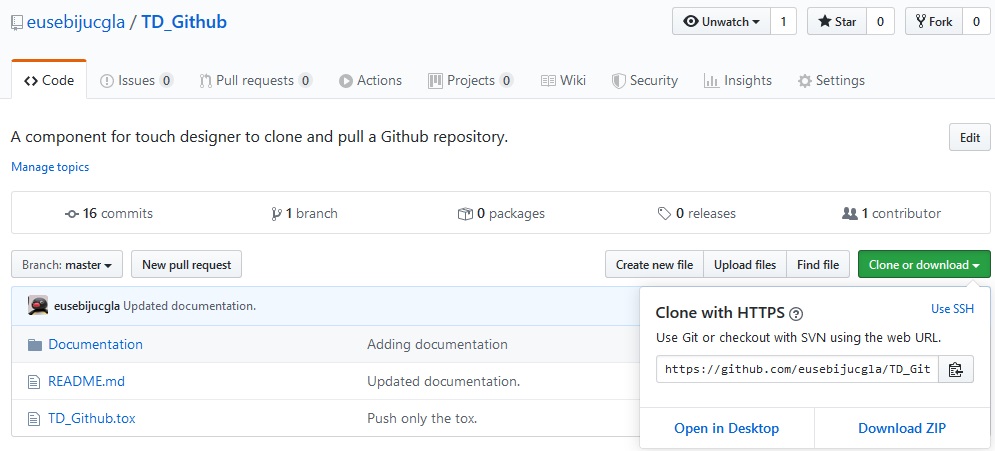 eusebijucgla / TD_Github
Unwatch 1 Star 0 Fork 0
Code Issues 0 Pull requests 0 Actions Projects 0 Wiki Security Insights Settings
A component for touch designer to clone and pull a Github repository.
Edit
Manage topics
16 commits 1 branch 0 packages 0 releases 1 contributor
Branch: master New pull request Create new file Upload files Find file Clone or download
eusebijucgla Updated documentation.
Documentation Adding documentation
README.md Updated documentation.
TD_Github.tox Push only the tox.
Clone with HTTPS ? Use SSH
Use Git or checkout with SVN using the web URL.
https://github.com/eusebijucgla/TD_Git
Open in Desktop Download ZIP